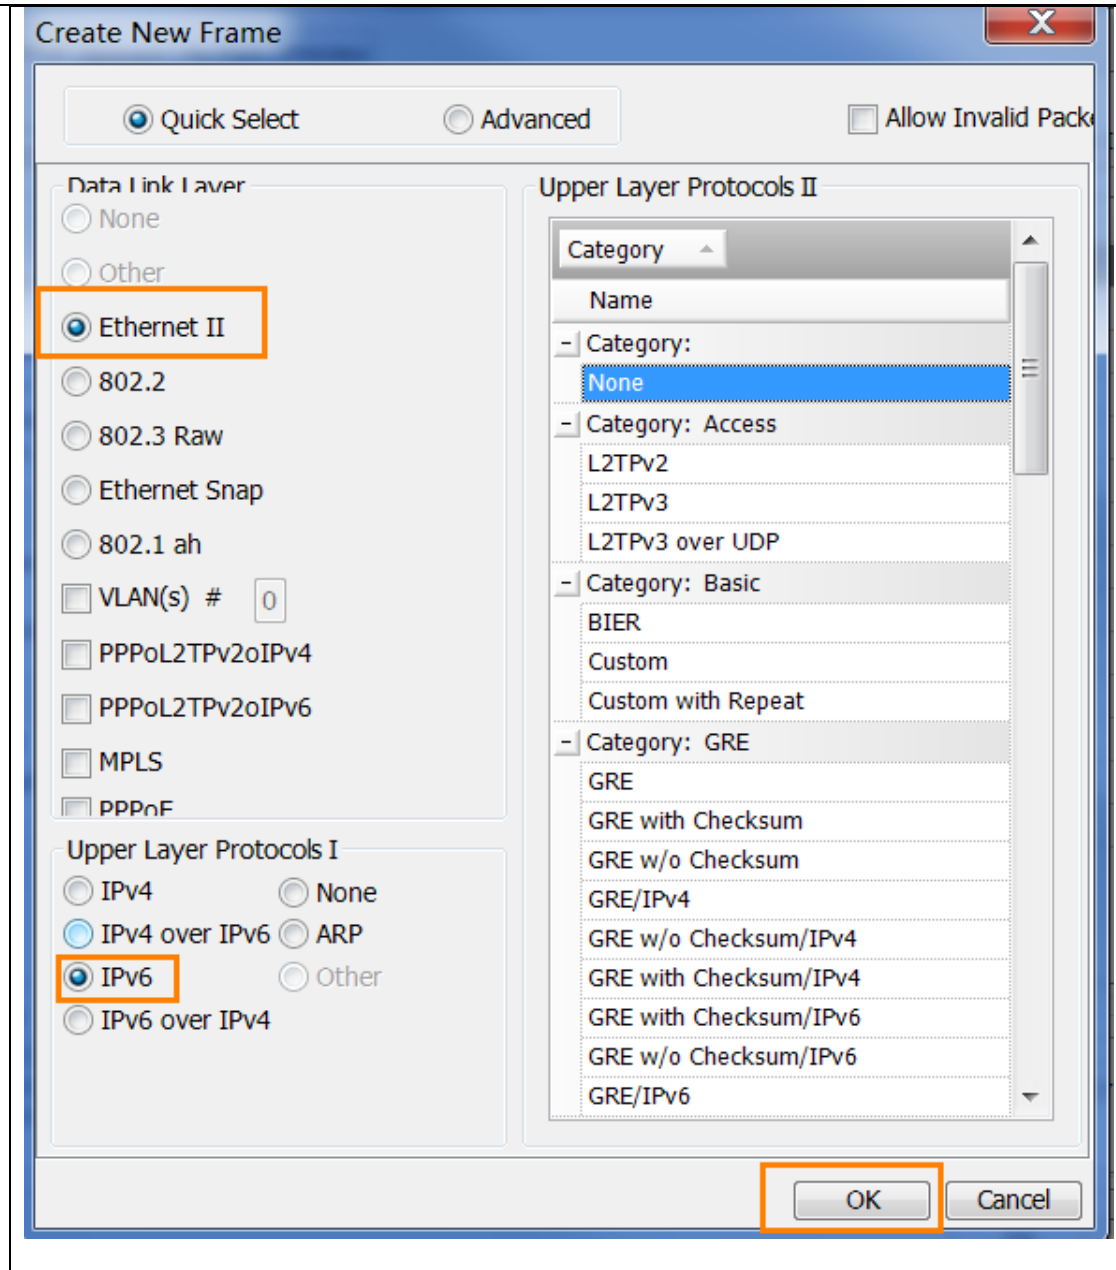 Create New Frame
X
Quick Select
Advanced
Allow Invalid Packe
Data Link Layer
None
Other
Ethernet II
802.2
802.3 Raw
Ethernet Snap
802.1 ah
VLAN(s) #
0
PPPoL2TPv2oIPv4
PPPoL2TPv2oIPv6
MPLS
PPPoE
Upper Layer Protocols I
IPv4
None
IPv4 over IPv6
ARP
IPv6
Other
IPv6 over IPv4
Upper Layer Protocols II
Category
Name
Category:
None
Category: Access
L2TPv2
L2TPv3
L2TPv3 over UDP
Category: Basic
BIER
Custom
Custom with Repeat
Category: GRE
GRE
GRE with Checksum
GRE w/o Checksum
GRE/IPv4
GRE w/o Checksum/IPv4
GRE with Checksum/IPv4
GRE with Checksum/IPv6
GRE w/o Checksum/IPv6
GRE/IPv6
OK
Cancel